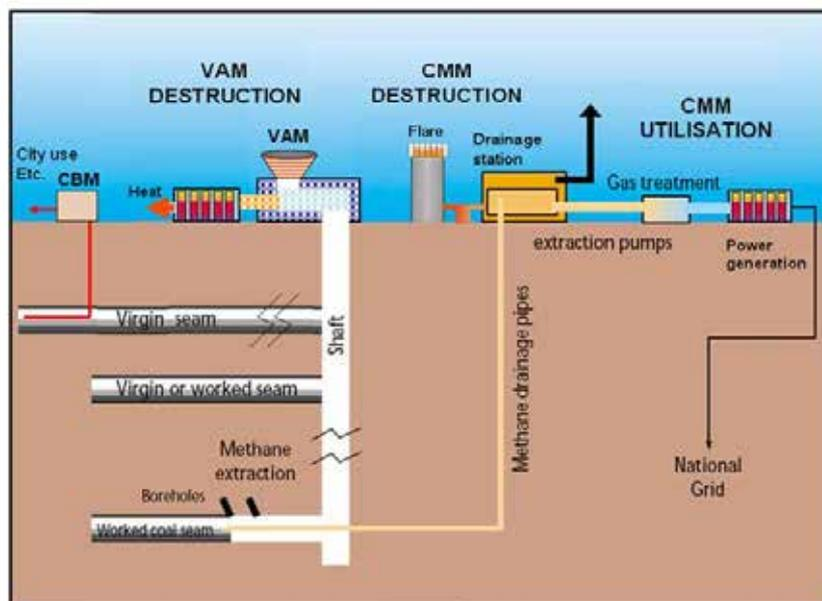 VAM
DESTRUCTION
CMM
DESTRUCTION
CMM
UTILISATION
VAM
Flare
Drainage
station
City use
Etc.
CBM
Heat
Gas treatment
extraction pumps
Power
generation
Virgin seam
Shaft
Virgin or worked seam
Methane drainage pipes
Methane
extraction
Boreholes
Worked coal seam
National
Grid